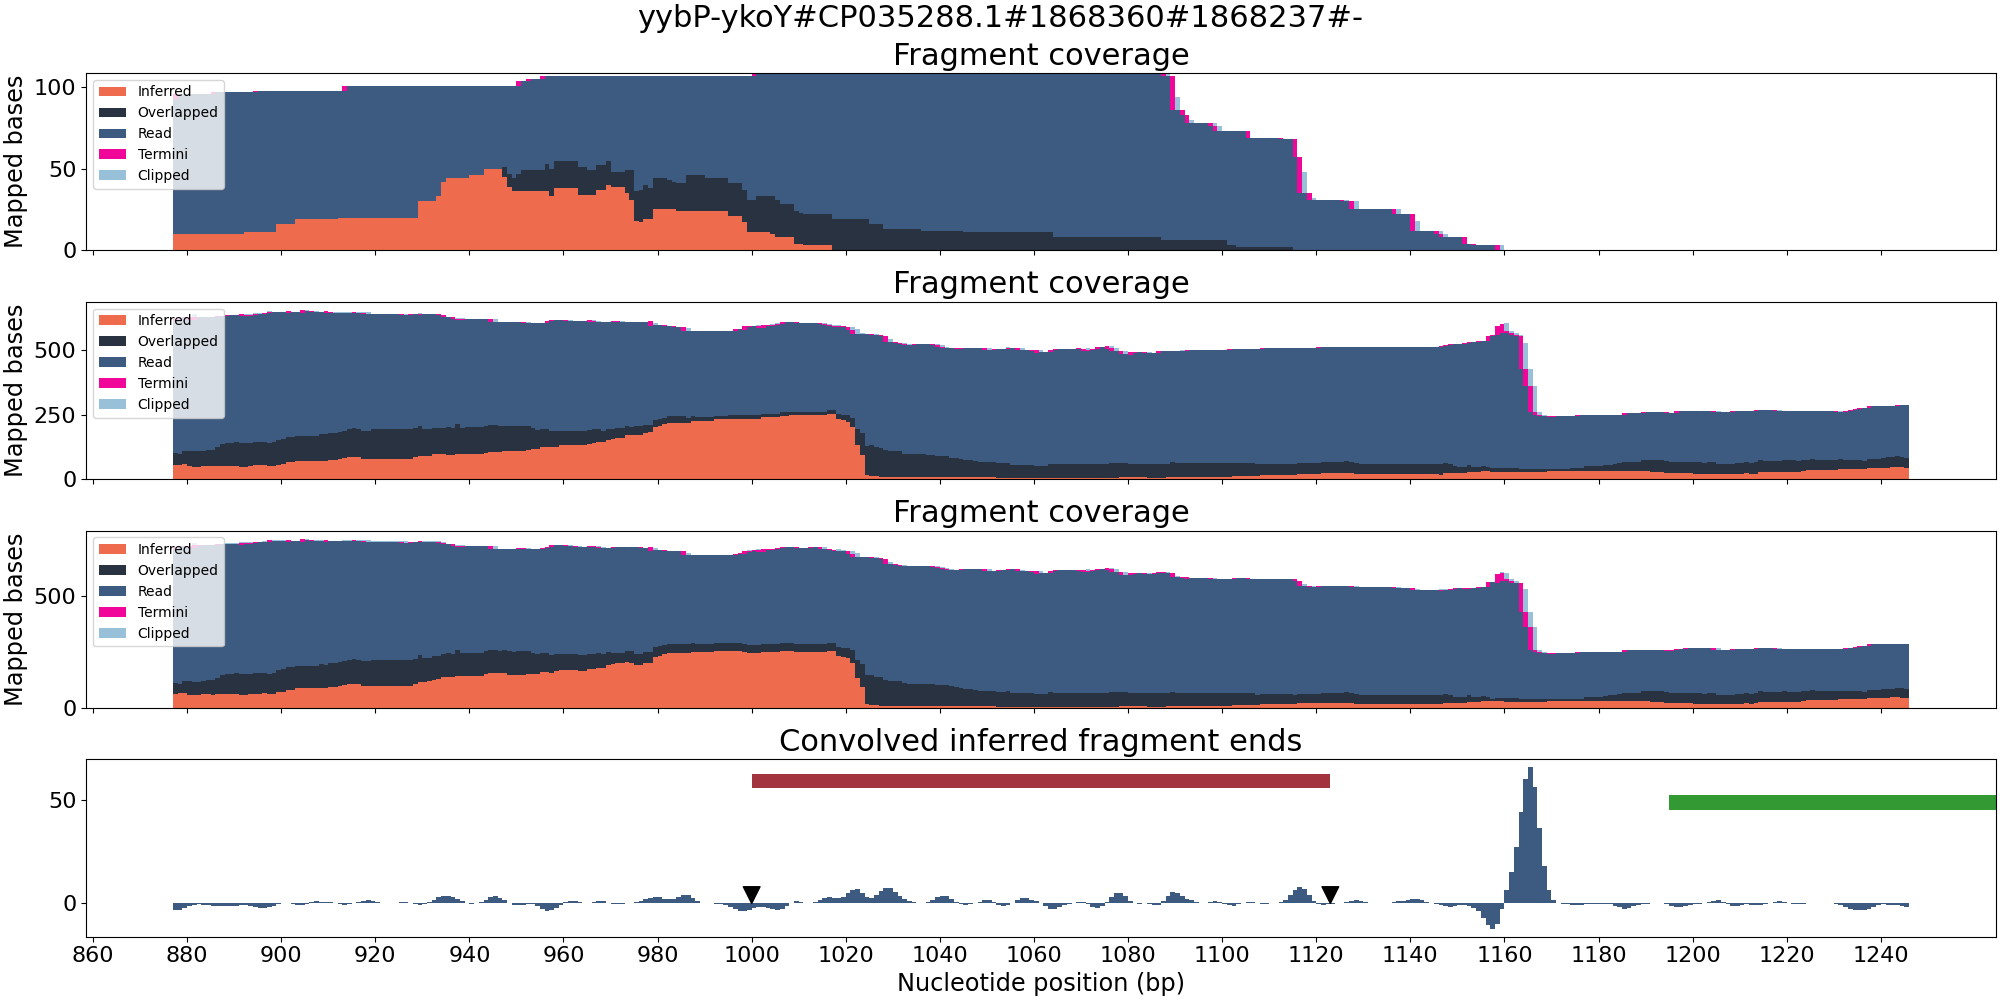 yybP-ykoY#CP035288.1#1868360#1868237#-
Fragment coverage
Mapped bases
100
50
0
Inferred
Overlapped
Read
Termini
Clipped
Fragment coverage
Mapped bases
500
250
0
Inferred
Overlapped
Read
Termini
Clipped
Fragment coverage
Mapped bases
500
0
Inferred
Overlapped
Read
Termini
Clipped
Convolved inferred fragment ends
50
0
860 880 900 920 940 960 980 1000 1020 1040 1060 1080 1100 1120 1140 1160 1180 1200 1220 1240
Nucleotide position (bp)